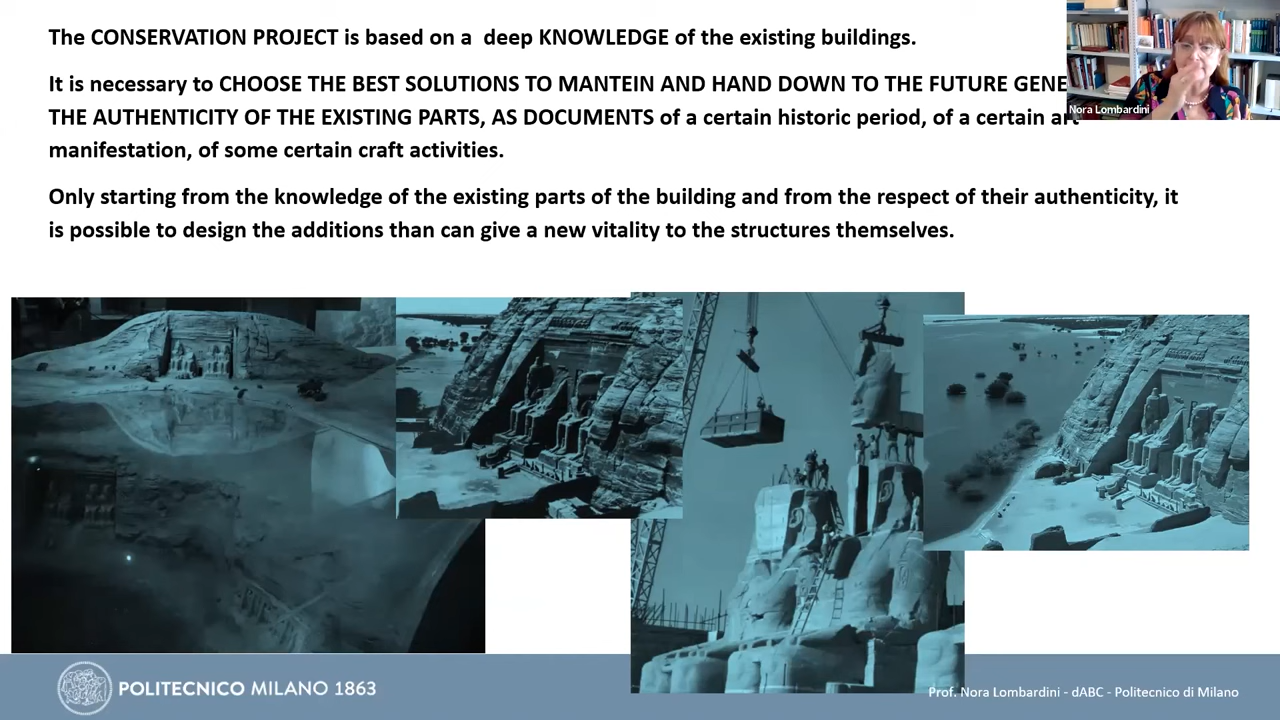 The CONSERVATION PROJECT is based on a deep KNOWLEDGE of the existing buildings.
It is necessary to CHOOSE THE BEST SOLUTIONS TO MANTEIN AND HAND DOWN TO THE FUTURE GENE
THE AUTHENTICITY OF THE EXISTING PARTS, AS DOCUMENTS of a certain historic period, of a certain art
manifestation, of some certain craft activities.
Only starting from the knowledge of the existing parts of the building and from the respect of their authenticity, it
is possible to design the additions than can give a new vitality to the structures themselves.
Nora Lombardini
POLITECNICO MILANO 1863
Prof. Nora Lombardini - dABC - Politecnico di Milano